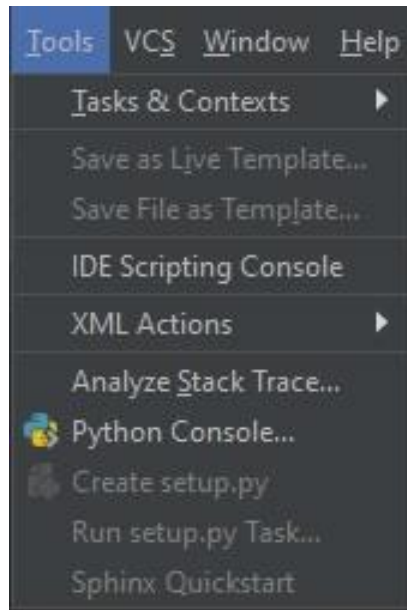 Tools VCS Window Help
Tasks & Contexts
Save as Live Template...
Save File as Template...
IDE Scripting Console
XML Actions
Analyze Stack Trace...
Python Console...
Create setup.py
Run setup.py Task...
Sphinx Quickstart